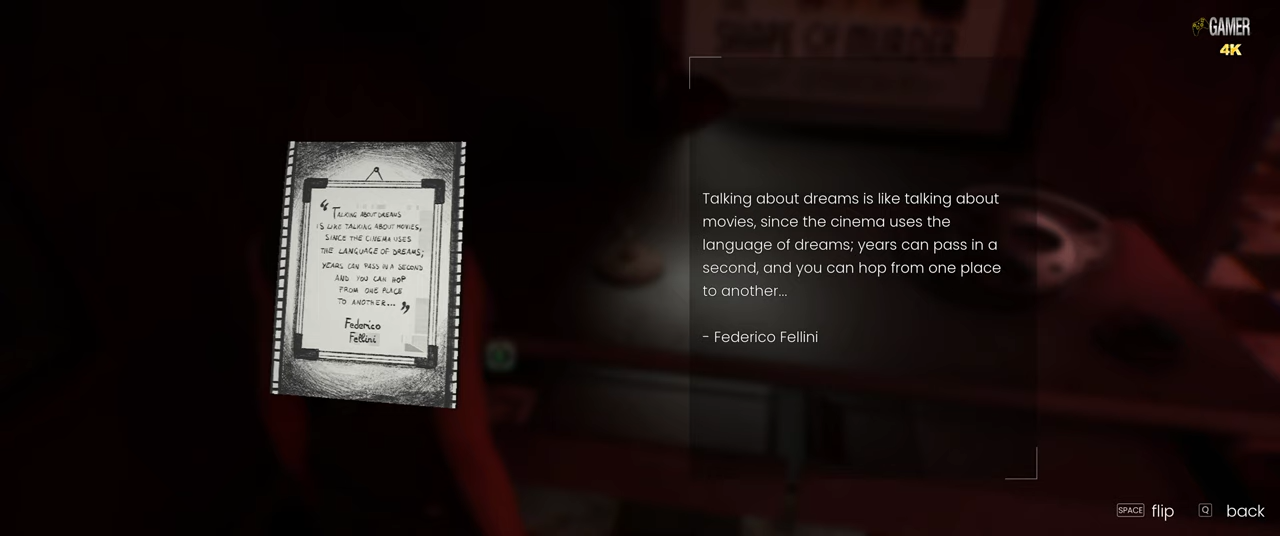 GAMER
4K
SHAPE OF MURDER
“Talking about dreams
is like talking about movies,
since the cinema uses
the language of dreams;
years can pass in a second
and you can hop
from one place
to another...”
Federico
Fellini
Talking about dreams is like talking about
movies, since the cinema uses the
language of dreams; years can pass in a
second, and you can hop from one place
to another...
- Federico Fellini
SPACE flip Q back